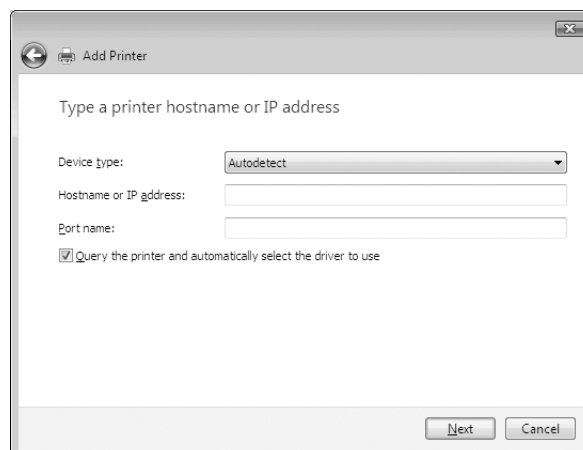 Add Printer
Type a printer hostname or IP address
Device type: Autodetect
Hostname or IP address:
Port name:
Query the printer and automatically select the driver to use
Next Cancel